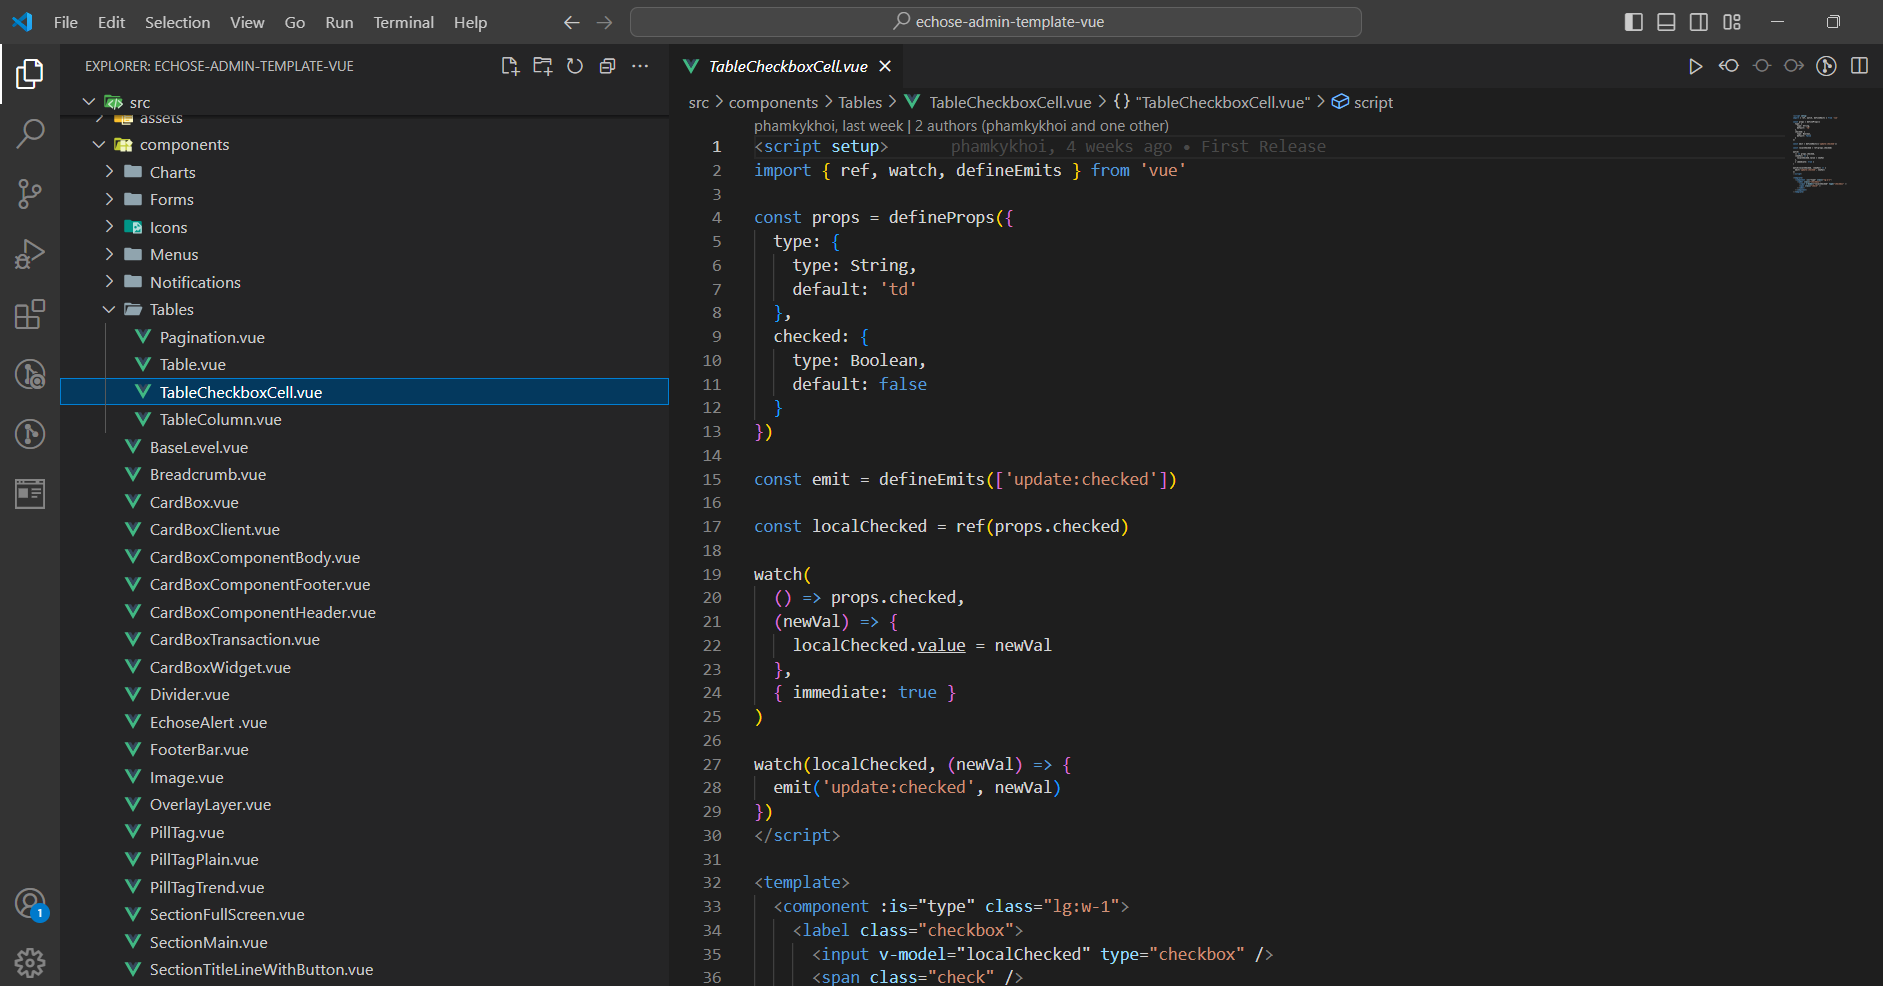 File Edit Selection View Go Run Terminal Help
echose-admin-template-vue
EXPLORER: ECHOSE-ADMIN-TEMPLATE-VUE
src
assets
components
Charts
Forms
Icons
Menus
Notifications
Tables
Pagination.vue
Table.vue
TableCheckboxCell.vue
TableColumn.vue
BaseLevel.vue
Breadcrumb.vue
CardBox.vue
CardBoxClient.vue
CardBoxComponentBody.vue
CardBoxComponentFooter.vue
CardBoxComponentHeader.vue
CardBoxTransaction.vue
CardBoxWidget.vue
Divider.vue
EchoseAlert .vue
FooterBar.vue
Image.vue
OverlayLayer.vue
PillTag.vue
PillTagPlain.vue
PillTagTrend.vue
SectionFullScreen.vue
SectionMain.vue
SectionTitleLineWithButton.vue
1
TableCheckboxCell.vue
src > components > Tables > TableCheckboxCell.vue > {} "TableCheckboxCell.vue" > script
phamkykhoi, last week | 2 authors (phamkykhoi and one other)
1 <script setup> phamkykhoi, 4 weeks ago • First Release
2 import { ref, watch, defineEmits } from 'vue'
3
4 const props = defineProps({
5 type: {
6 type: String,
7 default: 'td'
8 },
9 checked: {
10 type: Boolean,
11 default: false
12 }
13 })
14
15 const emit = defineEmits(['update:checked'])
16
17 const localChecked = ref(props.checked)
18
19 watch(
20 () => props.checked,
21 (newVal) => {
22 localChecked.value = newVal
23 },
24 { immediate: true }
25 )
26
27 watch(localChecked, (newVal) => {
28 emit('update:checked', newVal)
29 })
30 </script>
31
32 <template>
33 <component :is="type" class="lg:w-1">
34 <label class="checkbox">
35 <input v-model="localChecked" type="checkbox" />
36 <span class="check" />